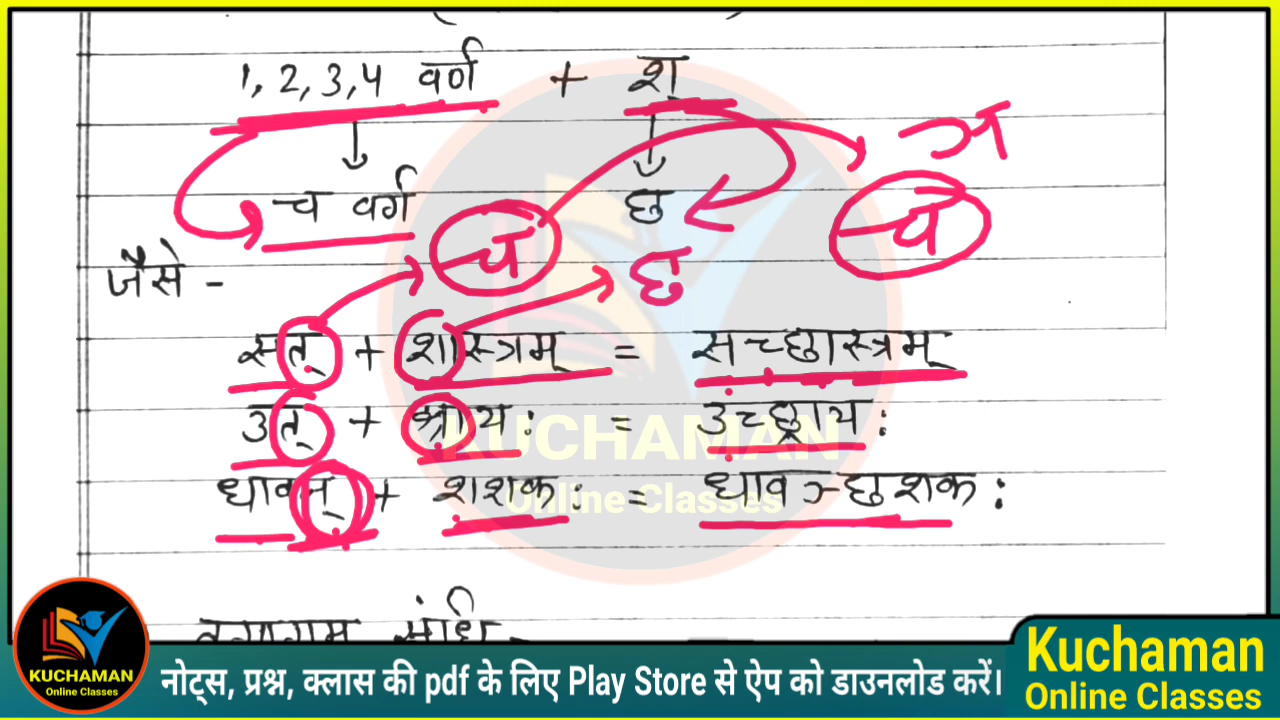 1, 2, 3, 4 वर्ण + श्
च वर्ग छ
ञ्
च
च
छ
जैसे -
सत् + शास्त्रम् = सच्छास्त्रम्
उत् + श्रायः = उच्छ्रायः
धावन् + शशकः = धावञ्छशकः
संधि -
KUCHAMAN
Online Classes
KUCHAMAN
Online Classes
नोट्स, प्रश्न, क्लास की pdf के लिए Play Store से ऐप को डाउनलोड करें।
Kuchaman
Online Classes